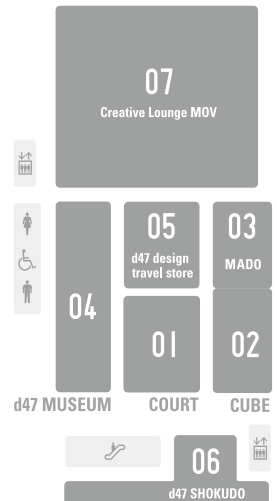 07
Creative Lounge MOV
05
d47 design
travel store
03
MADO
04
01
02
d47 MUSEUM
COURT
CUBE
06
d47 SHOKUDO